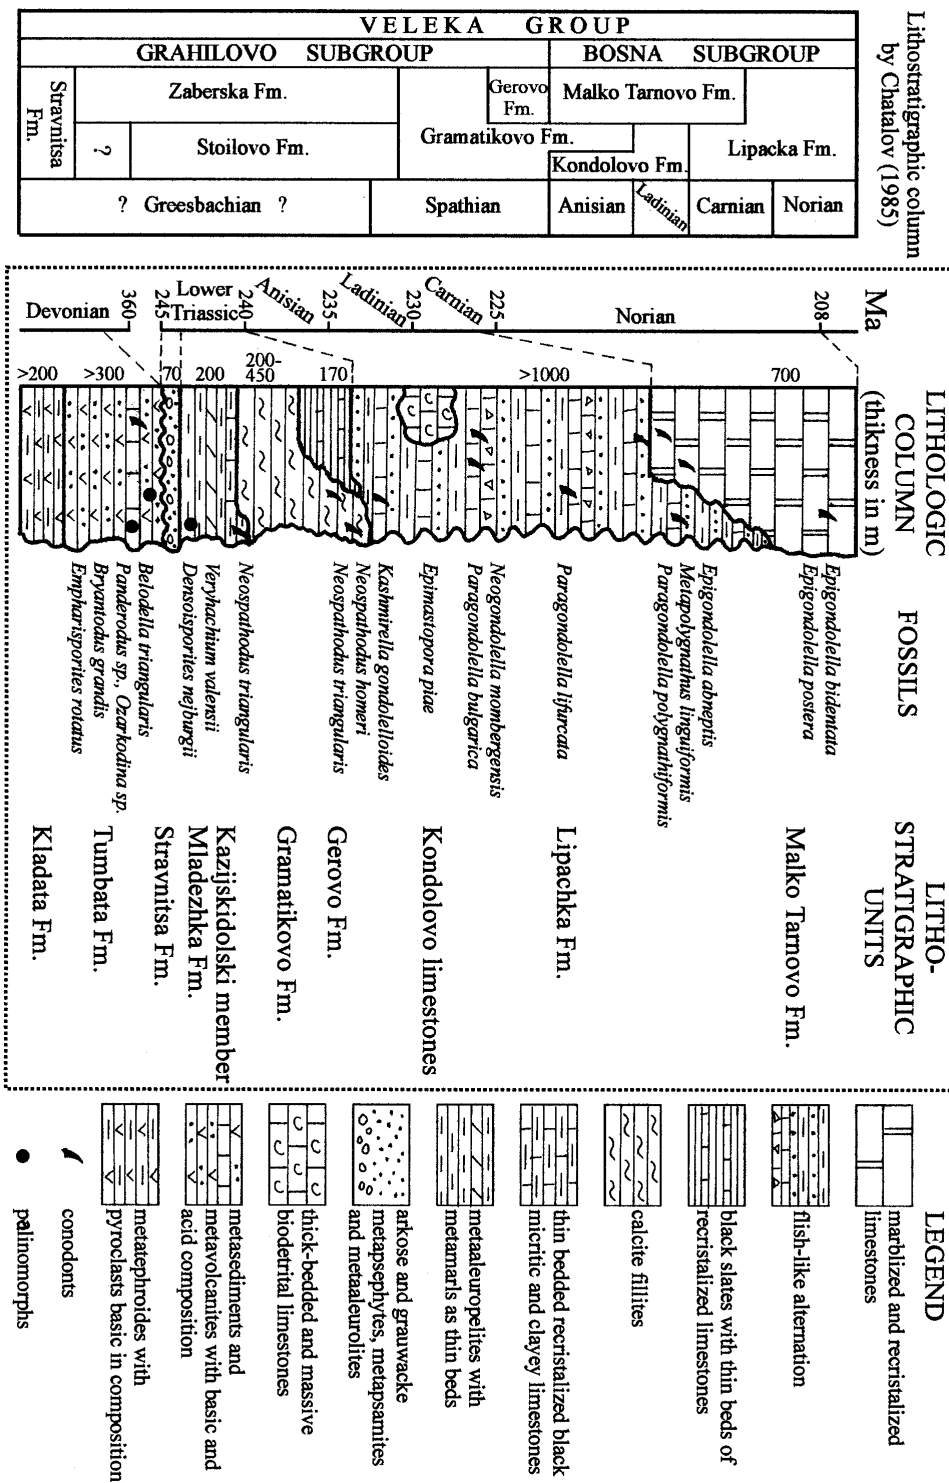 Lithostratigraphic column
by Chatalov (1985)
VELEKA GROUP
GRAHILOVO SUBGROUP
BOSNA SUBGROUP
Stravnitsa
Fm.
Zaberska Fm.
?
Stoilovo Fm.
Gerovo
Fm.
Gramatikovo Fm.
Malko Tarnovo Fm.
Kondolovo Fm.
Lipacka Fm.
? Greesbachian ?
Spathian
Anisian
Ladinian
Carnian
Norian
Ma
Devonian
360
245
Lower
Triassic
240
Anisian
235
Ladinian
230
Carnian
225
Norian
208
LITHOLOGIC
COLUMN
(thikness in m)
>200
>300
70
200
200-
450
170
>1000
700
FOSSILS
Epigondolella bidentata
Epigondolella postera
Epigondolella abneptis
Metapolygnathus linguiformis
Paragondolella polygnathiformis
Paragondolella lifurcata
Neogondolella mombergensis
Paragondolella bulgarica
Epimastopora piae
Kashmirella gondolelloides
Neospathodus homeri
Neospathodus triangularis
Neospathodus triangularis
Veryhachium valensii
Densoisporites nejburgii
Belodella triangularis
Panderodus sp., Ozarkodina sp.
Bryantodus grandis
Empharisporites rotatus
LITHO-
STRATIGRAPHIC
UNITS
Malko Tarnovo Fm.
Lipachka Fm.
Kondolovo limestones
Gerovo Fm.
Gramatikovo Fm.
Kazijskidolski member
Mladezhka Fm.
Stravnitsa Fm.
Tumbata Fm.
Kladata Fm.
LEGEND
marblized and recristalized
limestones
flish-like alternation
black slates with thin beds of
recristalized limestones
calcite fillites
thin bedded recristalized black
micritic and clayey limestones
metaaleuropelites with
metamarls as thin beds
arkose and grauwacke
metapsephytes, metapsamites
and metaaleurolites
thick-bedded and massive
biodetrital limestones
metasediments and
metavolcanites with basic and
acid composition
metatephroides with
pyroclasts basic in composition
conodonts
palinomorphs